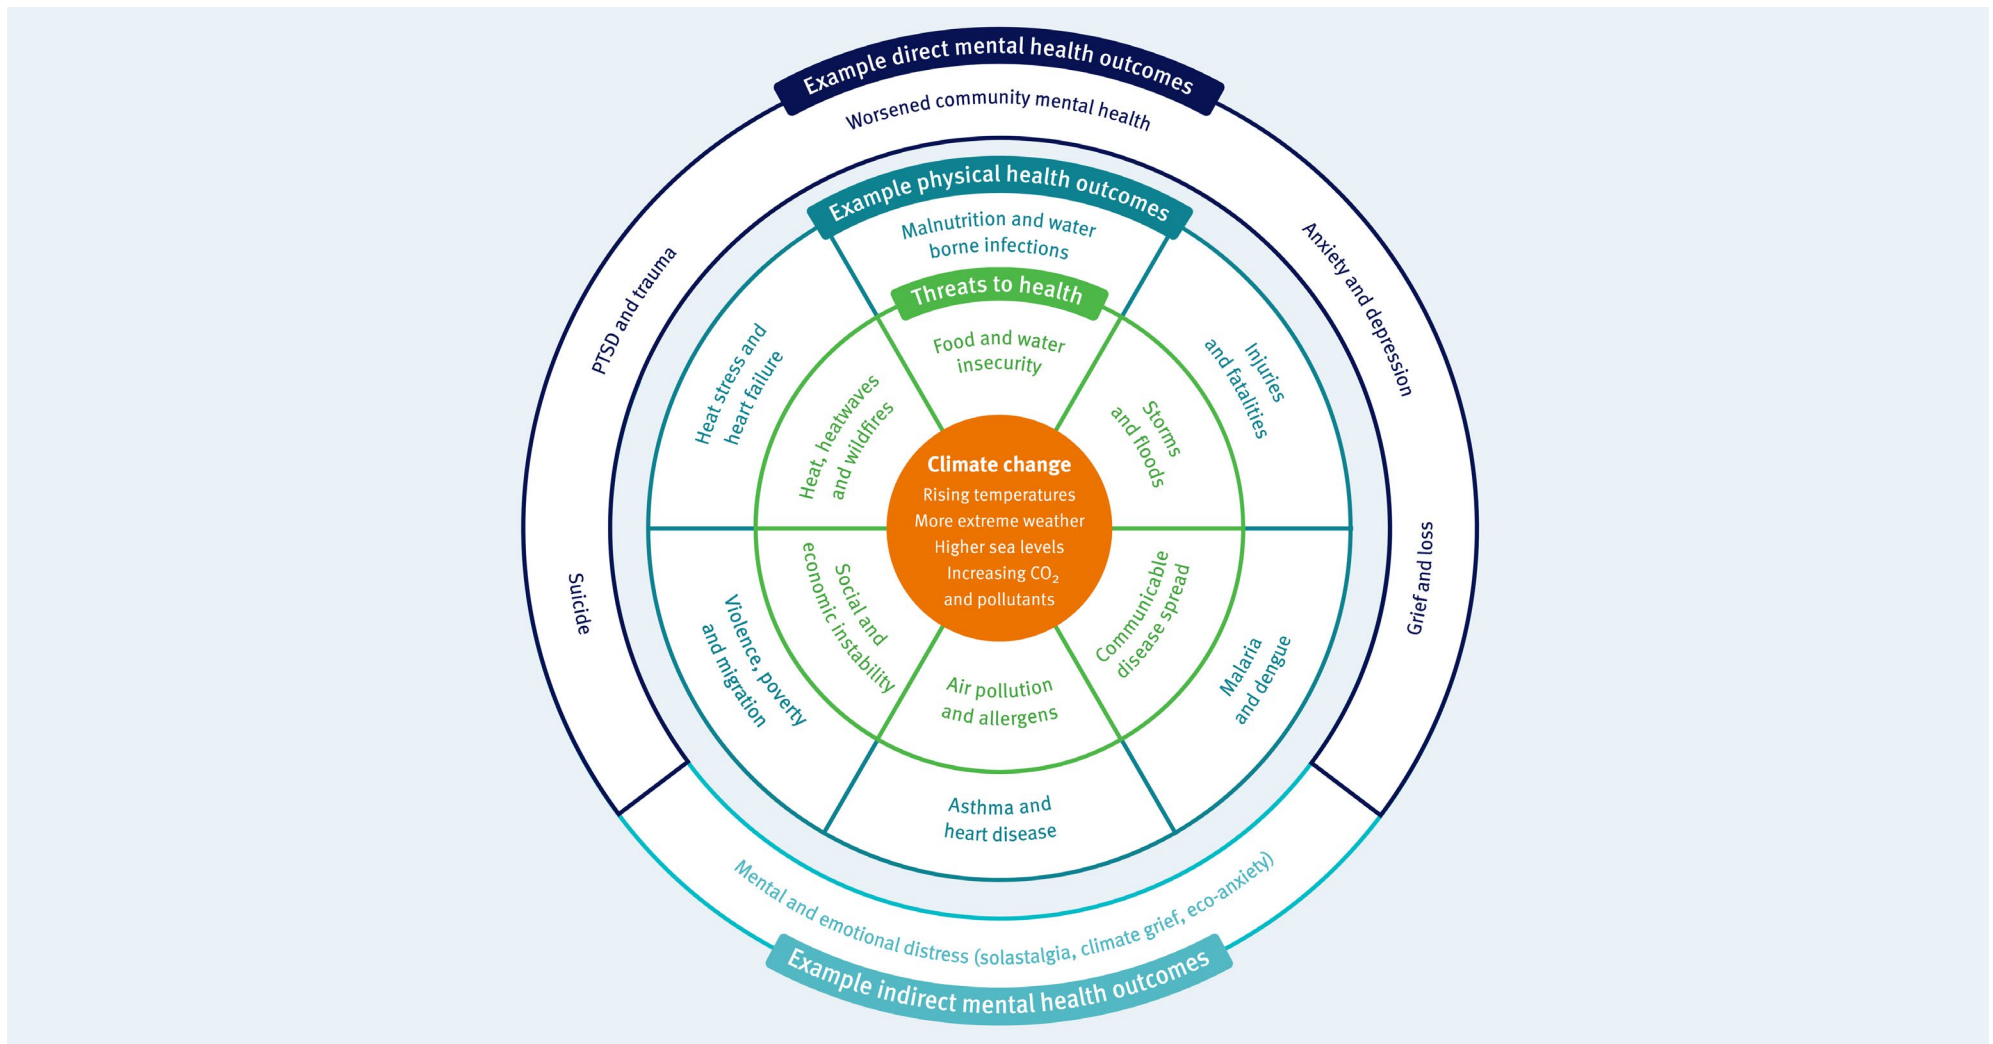 Example direct mental health outcomes
Worsened community mental health
Example physical health outcomes
Malnutrition and water
borne infections
Threats to health
Food and water
insecurity
PTSD and trauma
Anxiety and depression
Heat stress and
heart failure
Injuries
and fatalities
Heat, heatwaves
and wildfires
Storms
and floods
Climate change
Rising temperatures
More extreme weather
Higher sea levels
Increasing CO₂
and pollutants
Suicide
Grief and loss
Social and
economic instability
Communicable
disease spread
Violence, poverty
and migration
Malaria
and dengue
Air pollution
and allergens
Asthma and
heart disease
Mental and emotional distress (solastalgia, climate grief, eco-anxiety)
Example indirect mental health outcomes